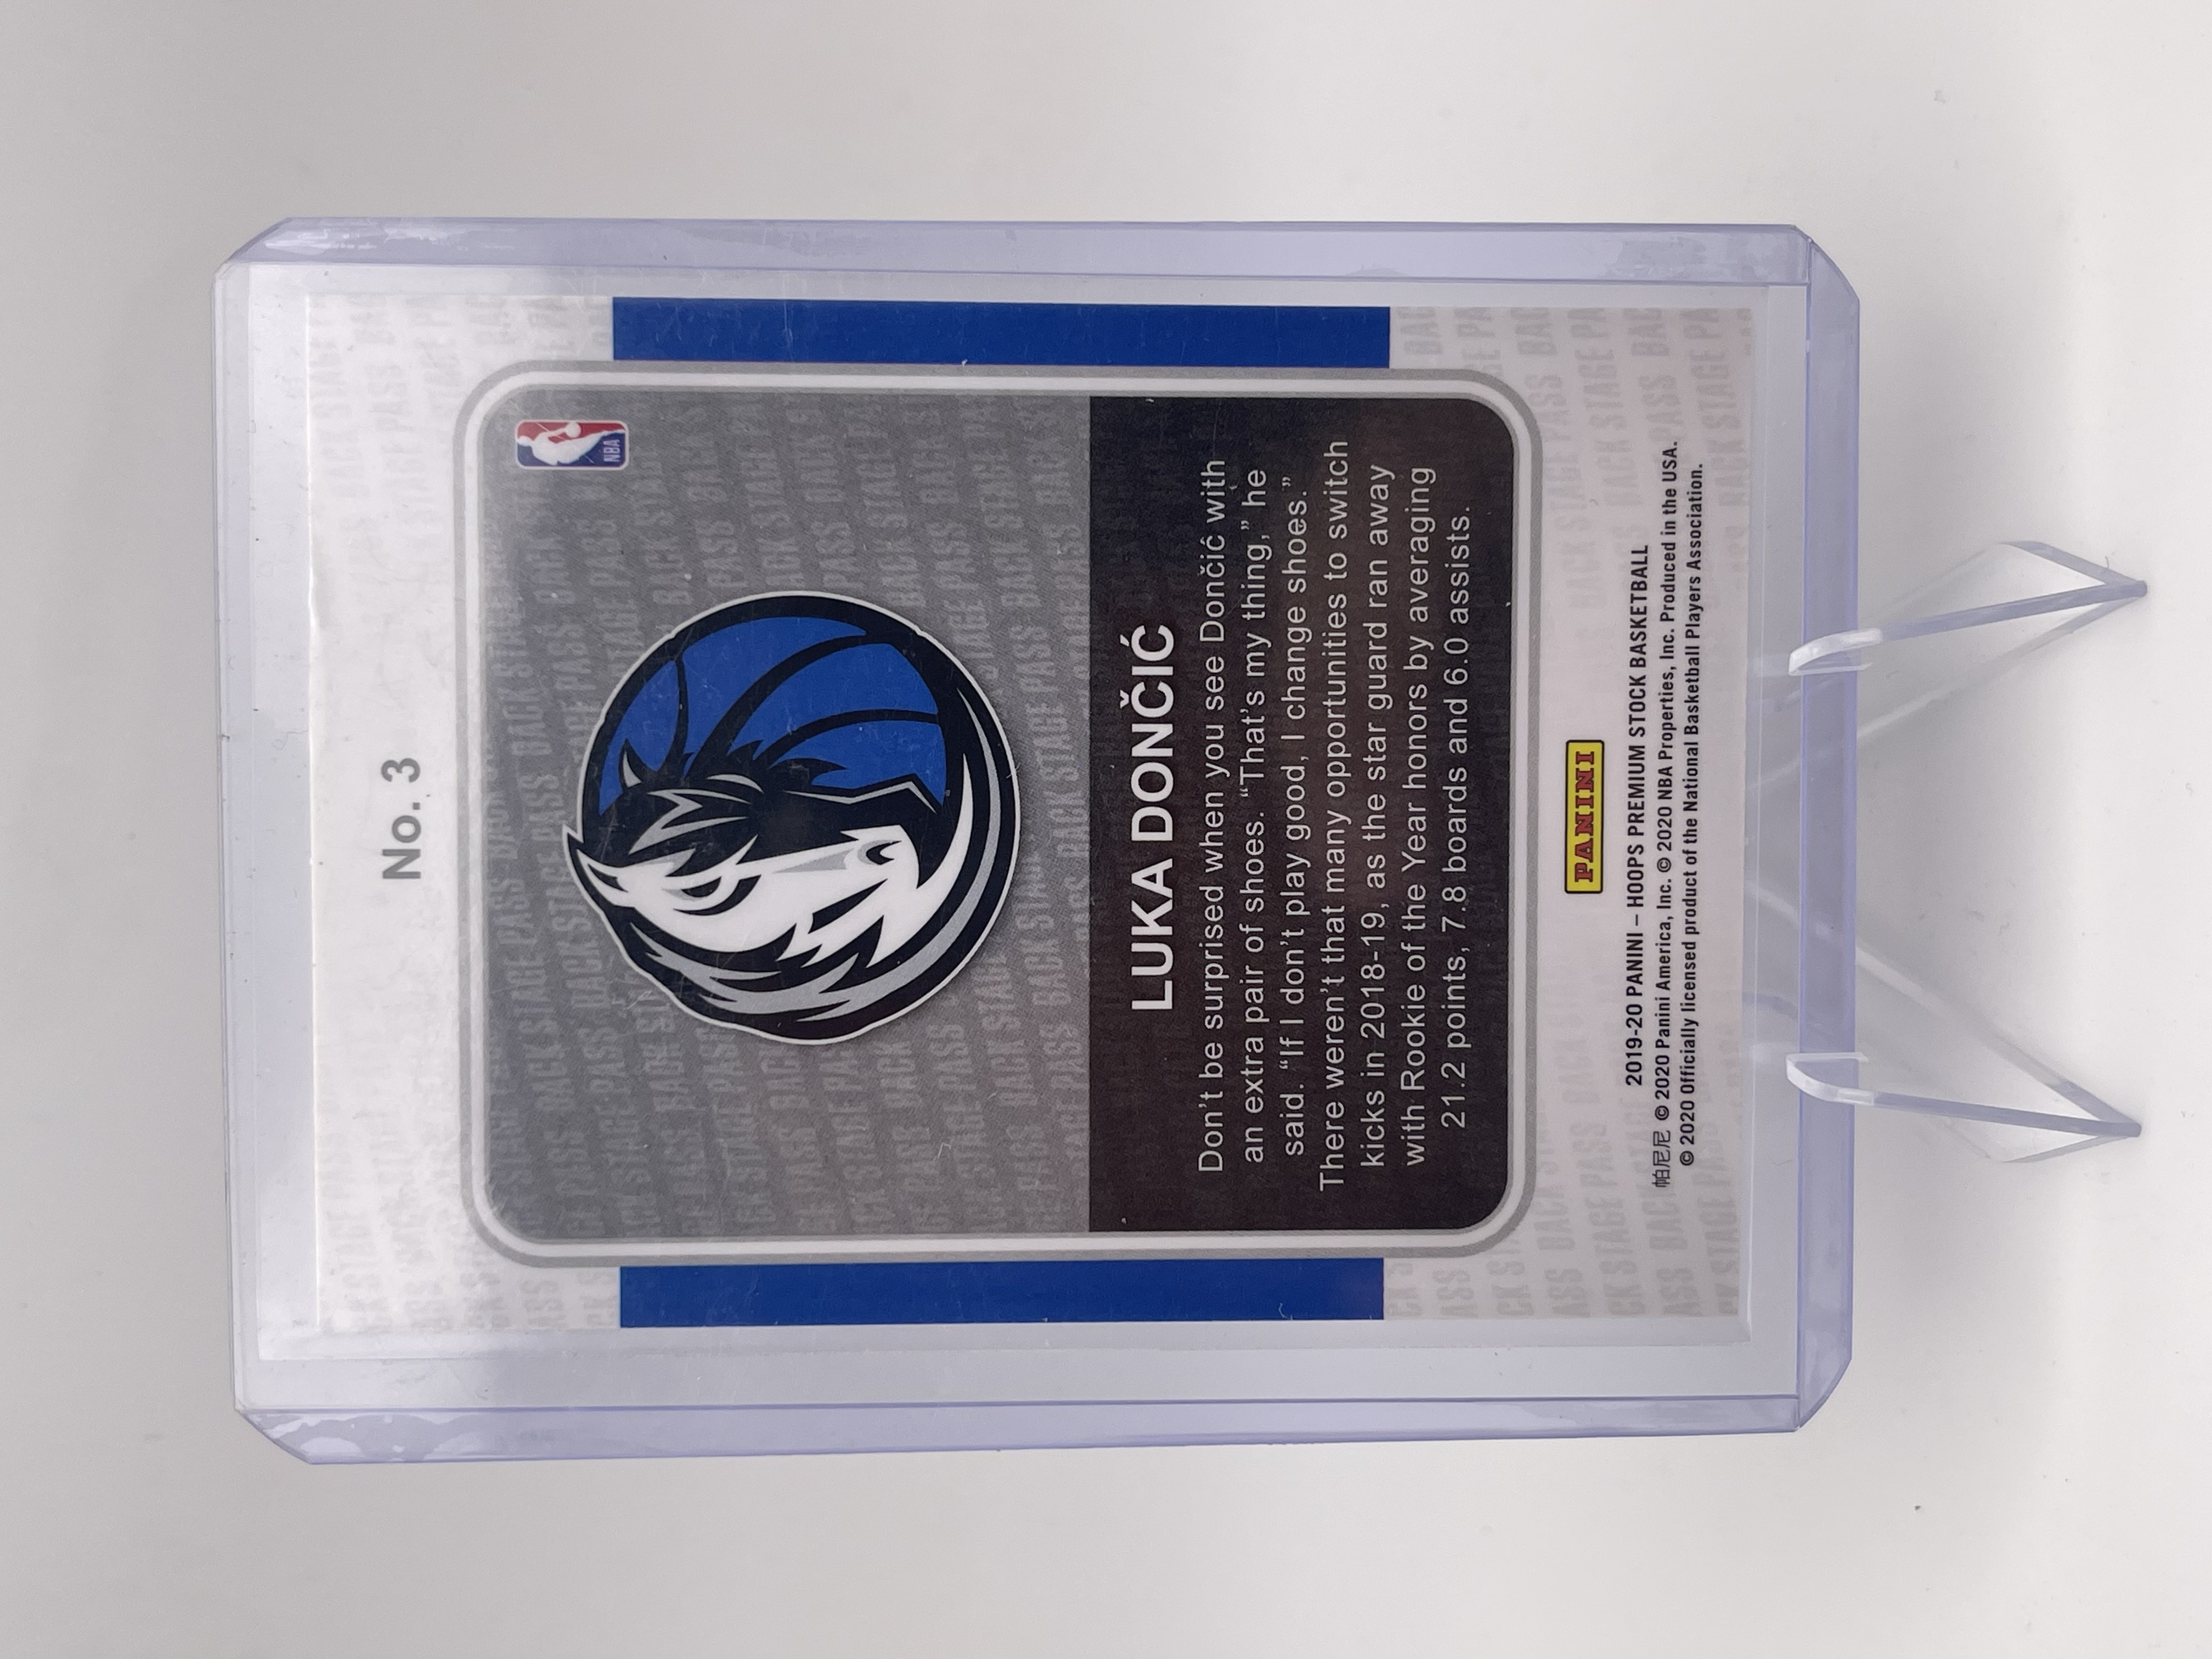 No. 3
NBA
LUKA DONČIĆ
Don't be surprised when you see Dončić with
an extra pair of shoes. “That's my thing,” he
said. “If I don't play good, I change shoes.”
There weren't that many opportunities to switch
kicks in 2018-19, as the star guard ran away
with Rookie of the Year honors by averaging
21.2 points, 7.8 boards and 6.0 assists.
PANINI
2019-20 PANINI – HOOPS PREMIUM STOCK BASKETBALL
帕尼尼 © 2020 Panini America, Inc. © 2020 NBA Properties, Inc. Produced in the USA.
© 2020 Officially licensed product of the National Basketball Players Association.
BACK STAGE PASS